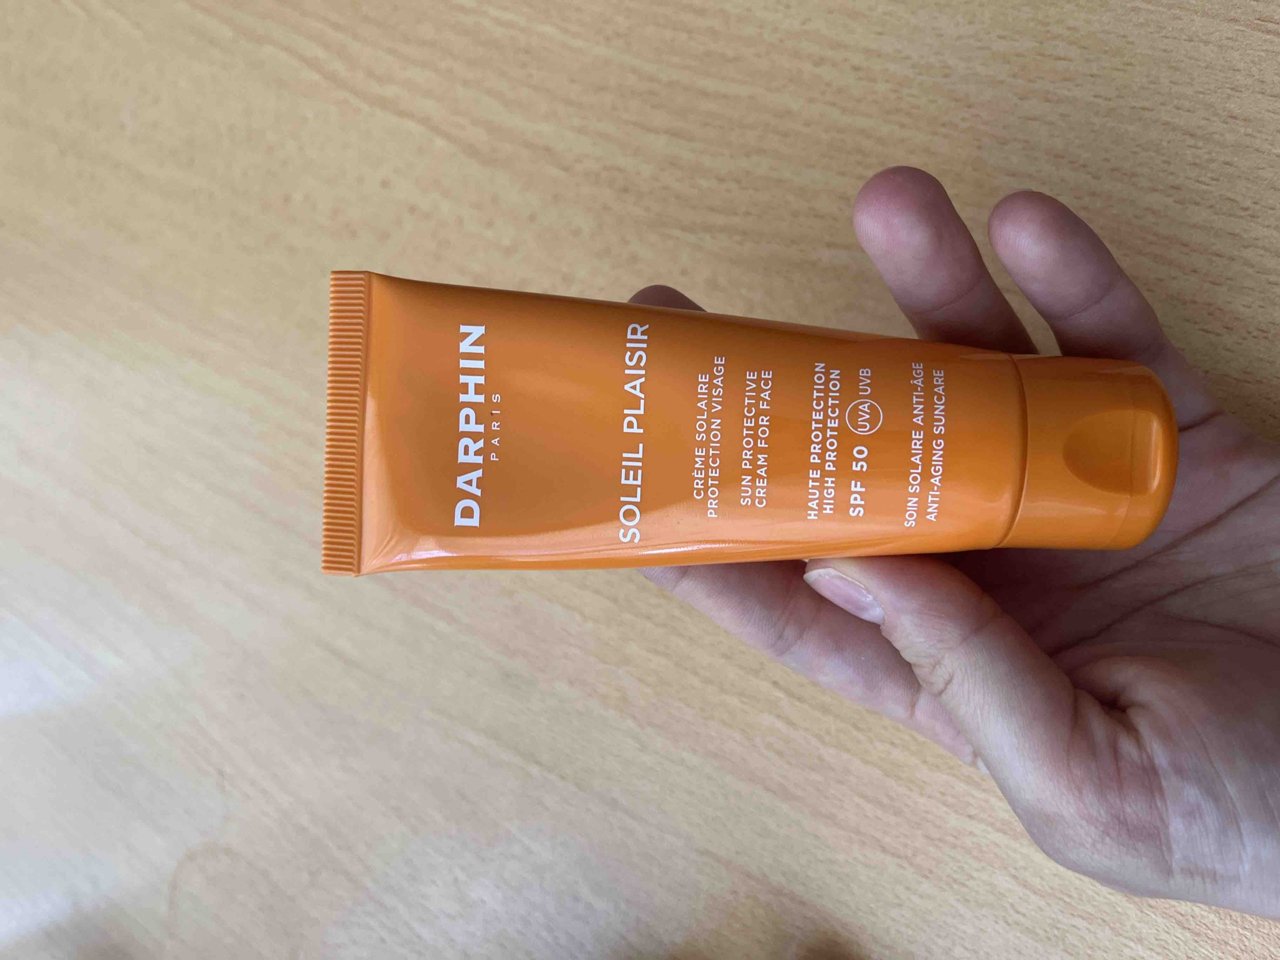 DARPHIN
PARIS
SOLEIL PLAISIR
CRÈME SOLAIRE
PROTECTION VISAGE
SUN PROTECTIVE
CREAM FOR FACE
HAUTE PROTECTION
HIGH PROTECTION
SPF 50 UVA UVB
SOIN SOLAIRE ANTI-ÂGE
ANTI-AGING SUNCARE